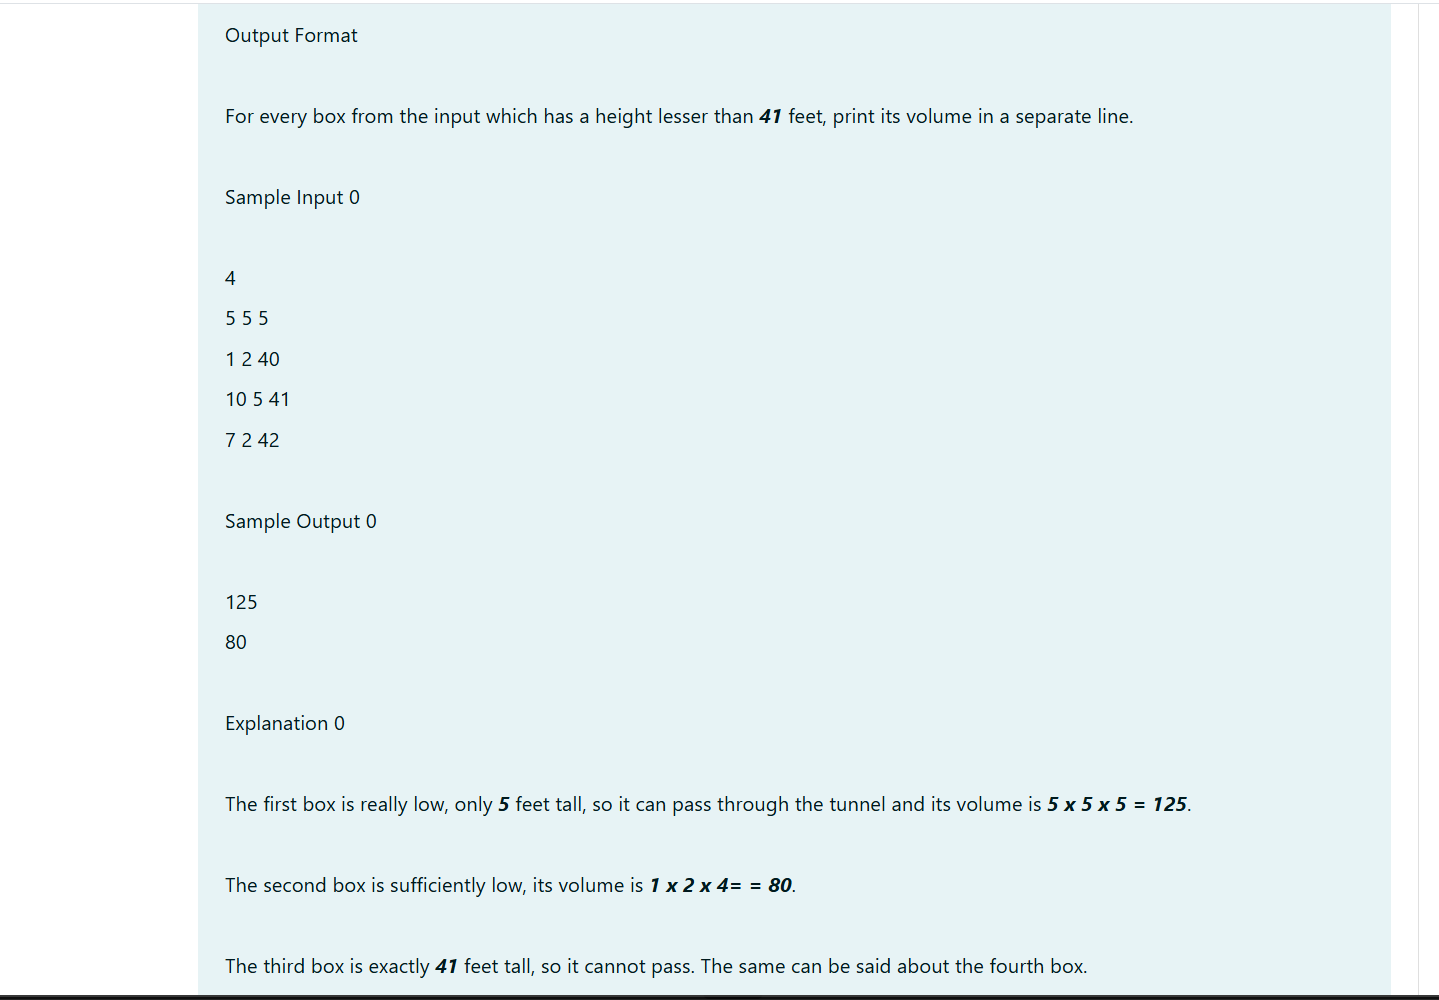 Output Format
For every box from the input which has a height lesser than 41 feet, print its volume in a separate line.
Sample Input 0
4
5 5 5
1 2 40
10 5 41
7 2 42
Sample Output 0
125
80
Explanation 0
The first box is really low, only 5 feet tall, so it can pass through the tunnel and its volume is 5 x 5 x 5 = 125.
The second box is sufficiently low, its volume is 1 x 2 x 4= = 80.
The third box is exactly 41 feet tall, so it cannot pass. The same can be said about the fourth box.